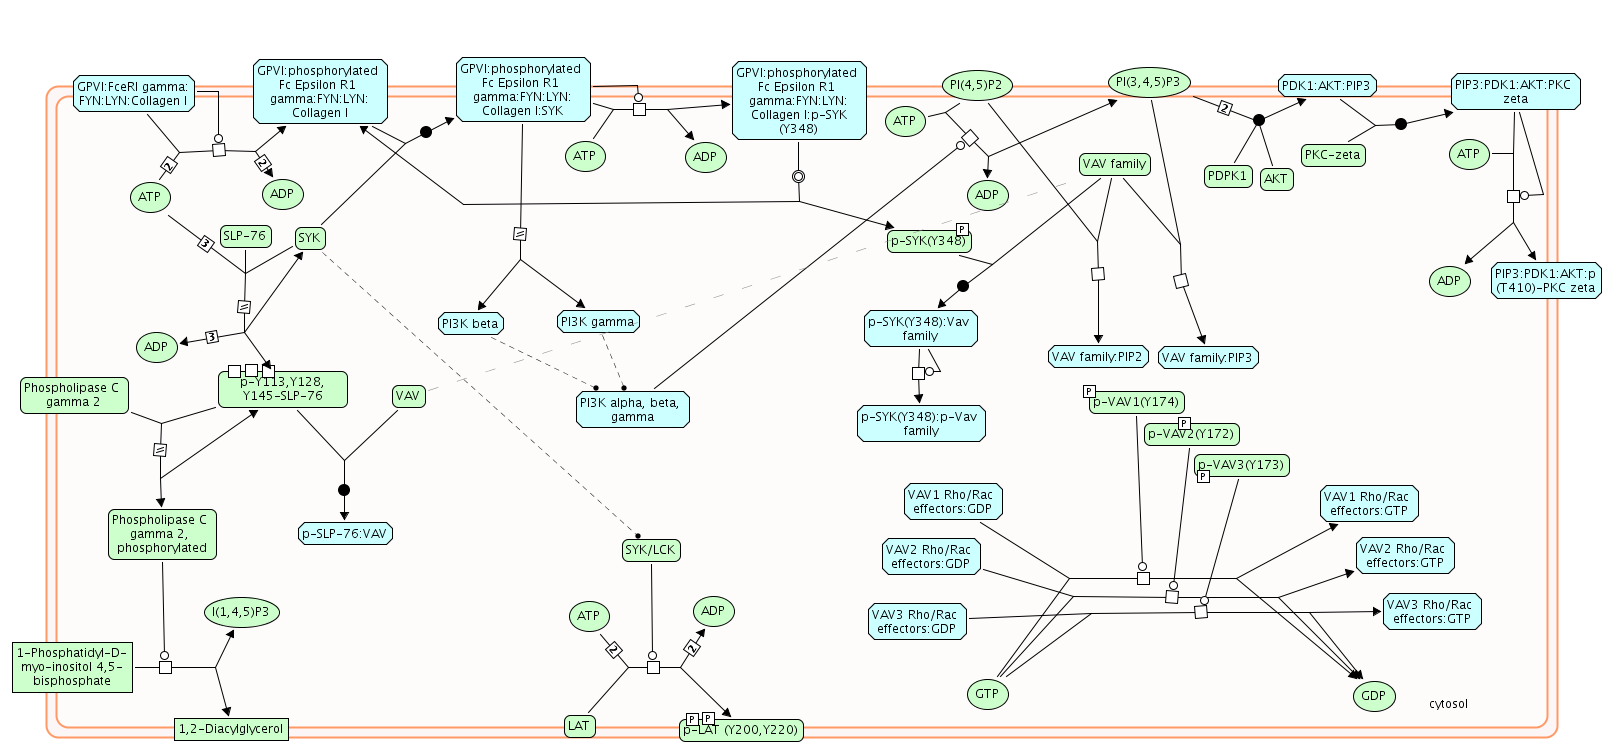 GPVI:FceRI gamma:
FYN:LYN:Collagen I
GPVI:phosphorylated
Fc Epsilon R1
gamma:FYN:LYN:
Collagen I
GPVI:phosphorylated
Fc Epsilon R1
gamma:FYN:LYN:
Collagen I:SYK
GPVI:phosphorylated
Fc Epsilon R1
gamma:FYN:LYN:
Collagen I:p-SYK
(Y348)
PI(4,5)P2
PI(3,4,5)P3
PDK1:AKT:PIP3
PIP3:PDK1:AKT:PKC
zeta
2
ATP
ATP
ADP
ATP
2
2
ADP
ADP
VAV family
PDPK1
AKT
PKC-zeta
ATP
3
SLP-76
SYK
P
p-SYK(Y348)
ADP
PIP3:PDK1:AKT:p
(T410)-PKC zeta
3
ADP
PI3K beta
PI3K gamma
p-SYK(Y348):Vav
family
VAV family:PIP2
VAV family:PIP3
Phospholipase C
gamma 2
p-Y113,Y128,
Y145-SLP-76
VAV
PI3K alpha, beta,
gamma
p-SYK(Y348):p-Vav
family
P
p-VAV1(Y174)
P
p-VAV2(Y172)
p-VAV3(Y173)
P
Phospholipase C
gamma 2,
phosphorylated
p-SLP-76:VAV
SYK/LCK
VAV1 Rho/Rac
effectors:GDP
VAV2 Rho/Rac
effectors:GDP
VAV3 Rho/Rac
effectors:GDP
VAV1 Rho/Rac
effectors:GTP
VAV2 Rho/Rac
effectors:GTP
VAV3 Rho/Rac
effectors:GTP
I(1,4,5)P3
ATP
ADP
2
2
1-Phosphatidyl-D-
myo-inositol 4,5-
bisphosphate
1,2-Diacylglycerol
LAT
P
P
p-LAT (Y200,Y220)
GTP
GDP
cytosol